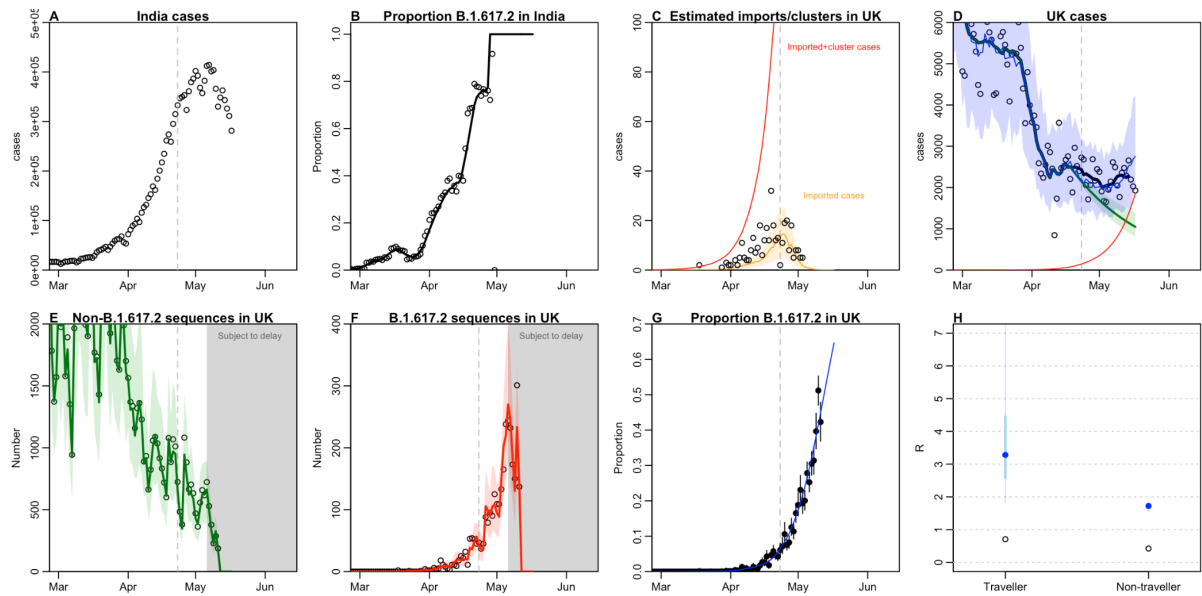 A
India cases
cases
0e+00
1e+05
2e+05
3e+05
4e+05
5e+05
Mar
Apr
May
Jun
B
Proportion B.1.617.2 in India
Proportion
0.0
0.2
0.4
0.6
0.8
1.0
Mar
Apr
May
Jun
C
Estimated imports/clusters in UK
cases
0
20
40
60
80
100
Imported+cluster cases
Imported cases
Mar
Apr
May
Jun
D
UK cases
cases
0
1000
2000
3000
4000
5000
6000
Mar
Apr
May
Jun
E
Non-B.1.617.2 sequences in UK
Subject to delay
Number
0
500
1000
1500
2000
Mar
Apr
May
Jun
F
B.1.617.2 sequences in UK
Subject to delay
Number
0
100
200
300
400
Mar
Apr
May
Jun
G
Proportion B.1.617.2 in UK
Proportion
0.0
0.1
0.2
0.3
0.4
0.5
0.6
0.7
Mar
Apr
May
Jun
H
R
0
1
2
3
4
5
6
7
Traveller
Non-traveller